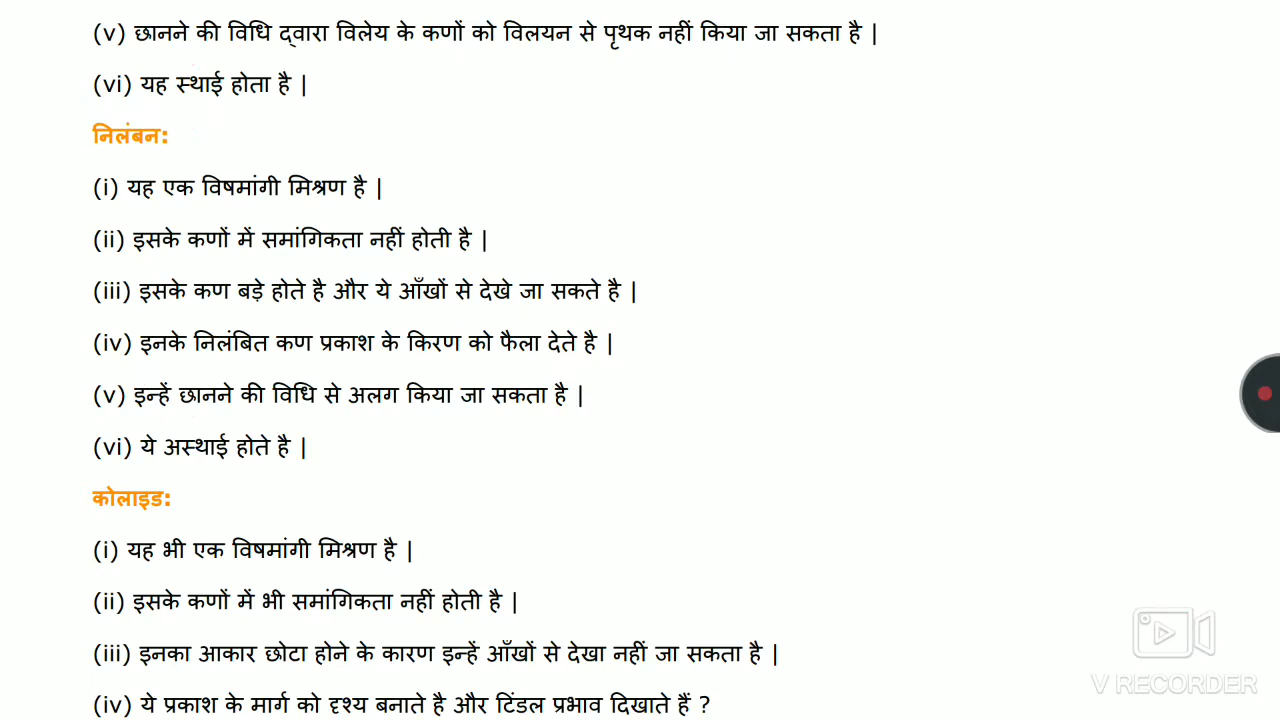 (v) छानने की विधि द्वारा विलेय के कणों को विलयन से पृथक नहीं किया जा सकता है |
(vi) यह स्थाई होता है |
निलंबन:
(i) यह एक विषमांगी मिश्रण है |
(ii) इसके कणों में समांगिकता नहीं होती है |
(iii) इसके कण बड़े होते है और ये आँखों से देखे जा सकते है |
(iv) इनके निलंबित कण प्रकाश के किरण को फैला देते है |
(v) इन्हें छानने की विधि से अलग किया जा सकता है |
(vi) ये अस्थाई होते है |
कोलाइड:
(i) यह भी एक विषमांगी मिश्रण है |
(ii) इसके कणों में भी समांगिकता नहीं होती है |
(iii) इनका आकार छोटा होने के कारण इन्हें आँखों से देखा नहीं जा सकता है |
(iv) ये प्रकाश के मार्ग को दृश्य बनाते है और टिंडल प्रभाव दिखाते हैं ?
V RECORDER